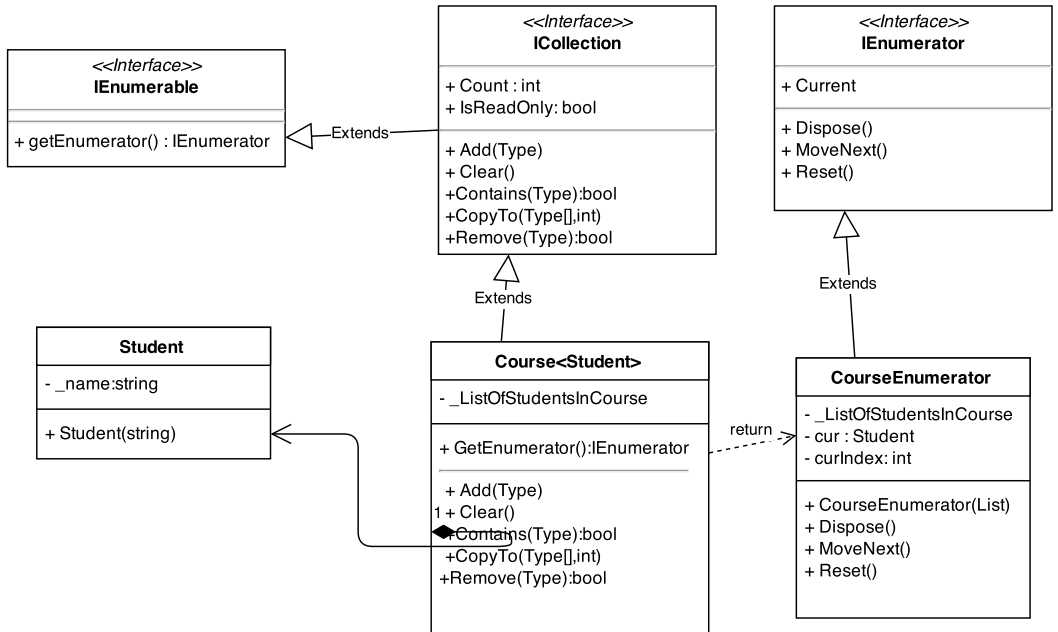 <<Interface>>
IEnumerable
+ getEnumerator() : IEnumerator
Extends
<<Interface>>
ICollection
+ Count : int
+ IsReadOnly: bool
+ Add(Type)
+ Clear()
+Contains(Type):bool
+CopyTo(Type[],int)
+Remove(Type):bool
<<Interface>>
IEnumerator
+ Current
+ Dispose()
+ MoveNext()
+ Reset()
Extends
Extends
Student
- _name:string
+ Student(string)
Course<Student>
- _ListOfStudentsInCourse
+ GetEnumerator():IEnumerator
+ Add(Type)
1 + Clear()
+Contains(Type):bool
+CopyTo(Type[],int)
+Remove(Type):bool
return
CourseEnumerator
- _ListOfStudentsInCourse
- cur : Student
- curIndex: int
+ CourseEnumerator(List)
+ Dispose()
+ MoveNext()
+ Reset()